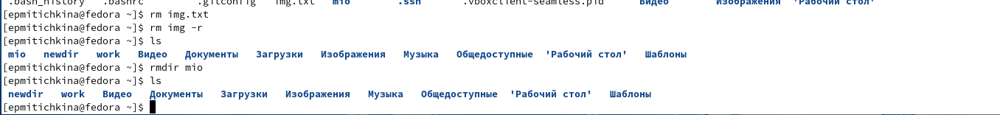 .bash_history .bashrc .gitconfig img.txt mio .ssh .vboxclient-seamless.pid Видео Изображения 'Рабочий стол'
[epmitichkina@fedora ~]$ rm img.txt
[epmitichkina@fedora ~]$ rm img -r
[epmitichkina@fedora ~]$ ls
mio newdir work Видео Документы Загрузки Изображения Музыка Общедоступные 'Рабочий стол' Шаблоны
[epmitichkina@fedora ~]$ rmdir mio
[epmitichkina@fedora ~]$ ls
newdir work Видео Документы Загрузки Изображения Музыка Общедоступные 'Рабочий стол' Шаблоны
[epmitichkina@fedora ~]$